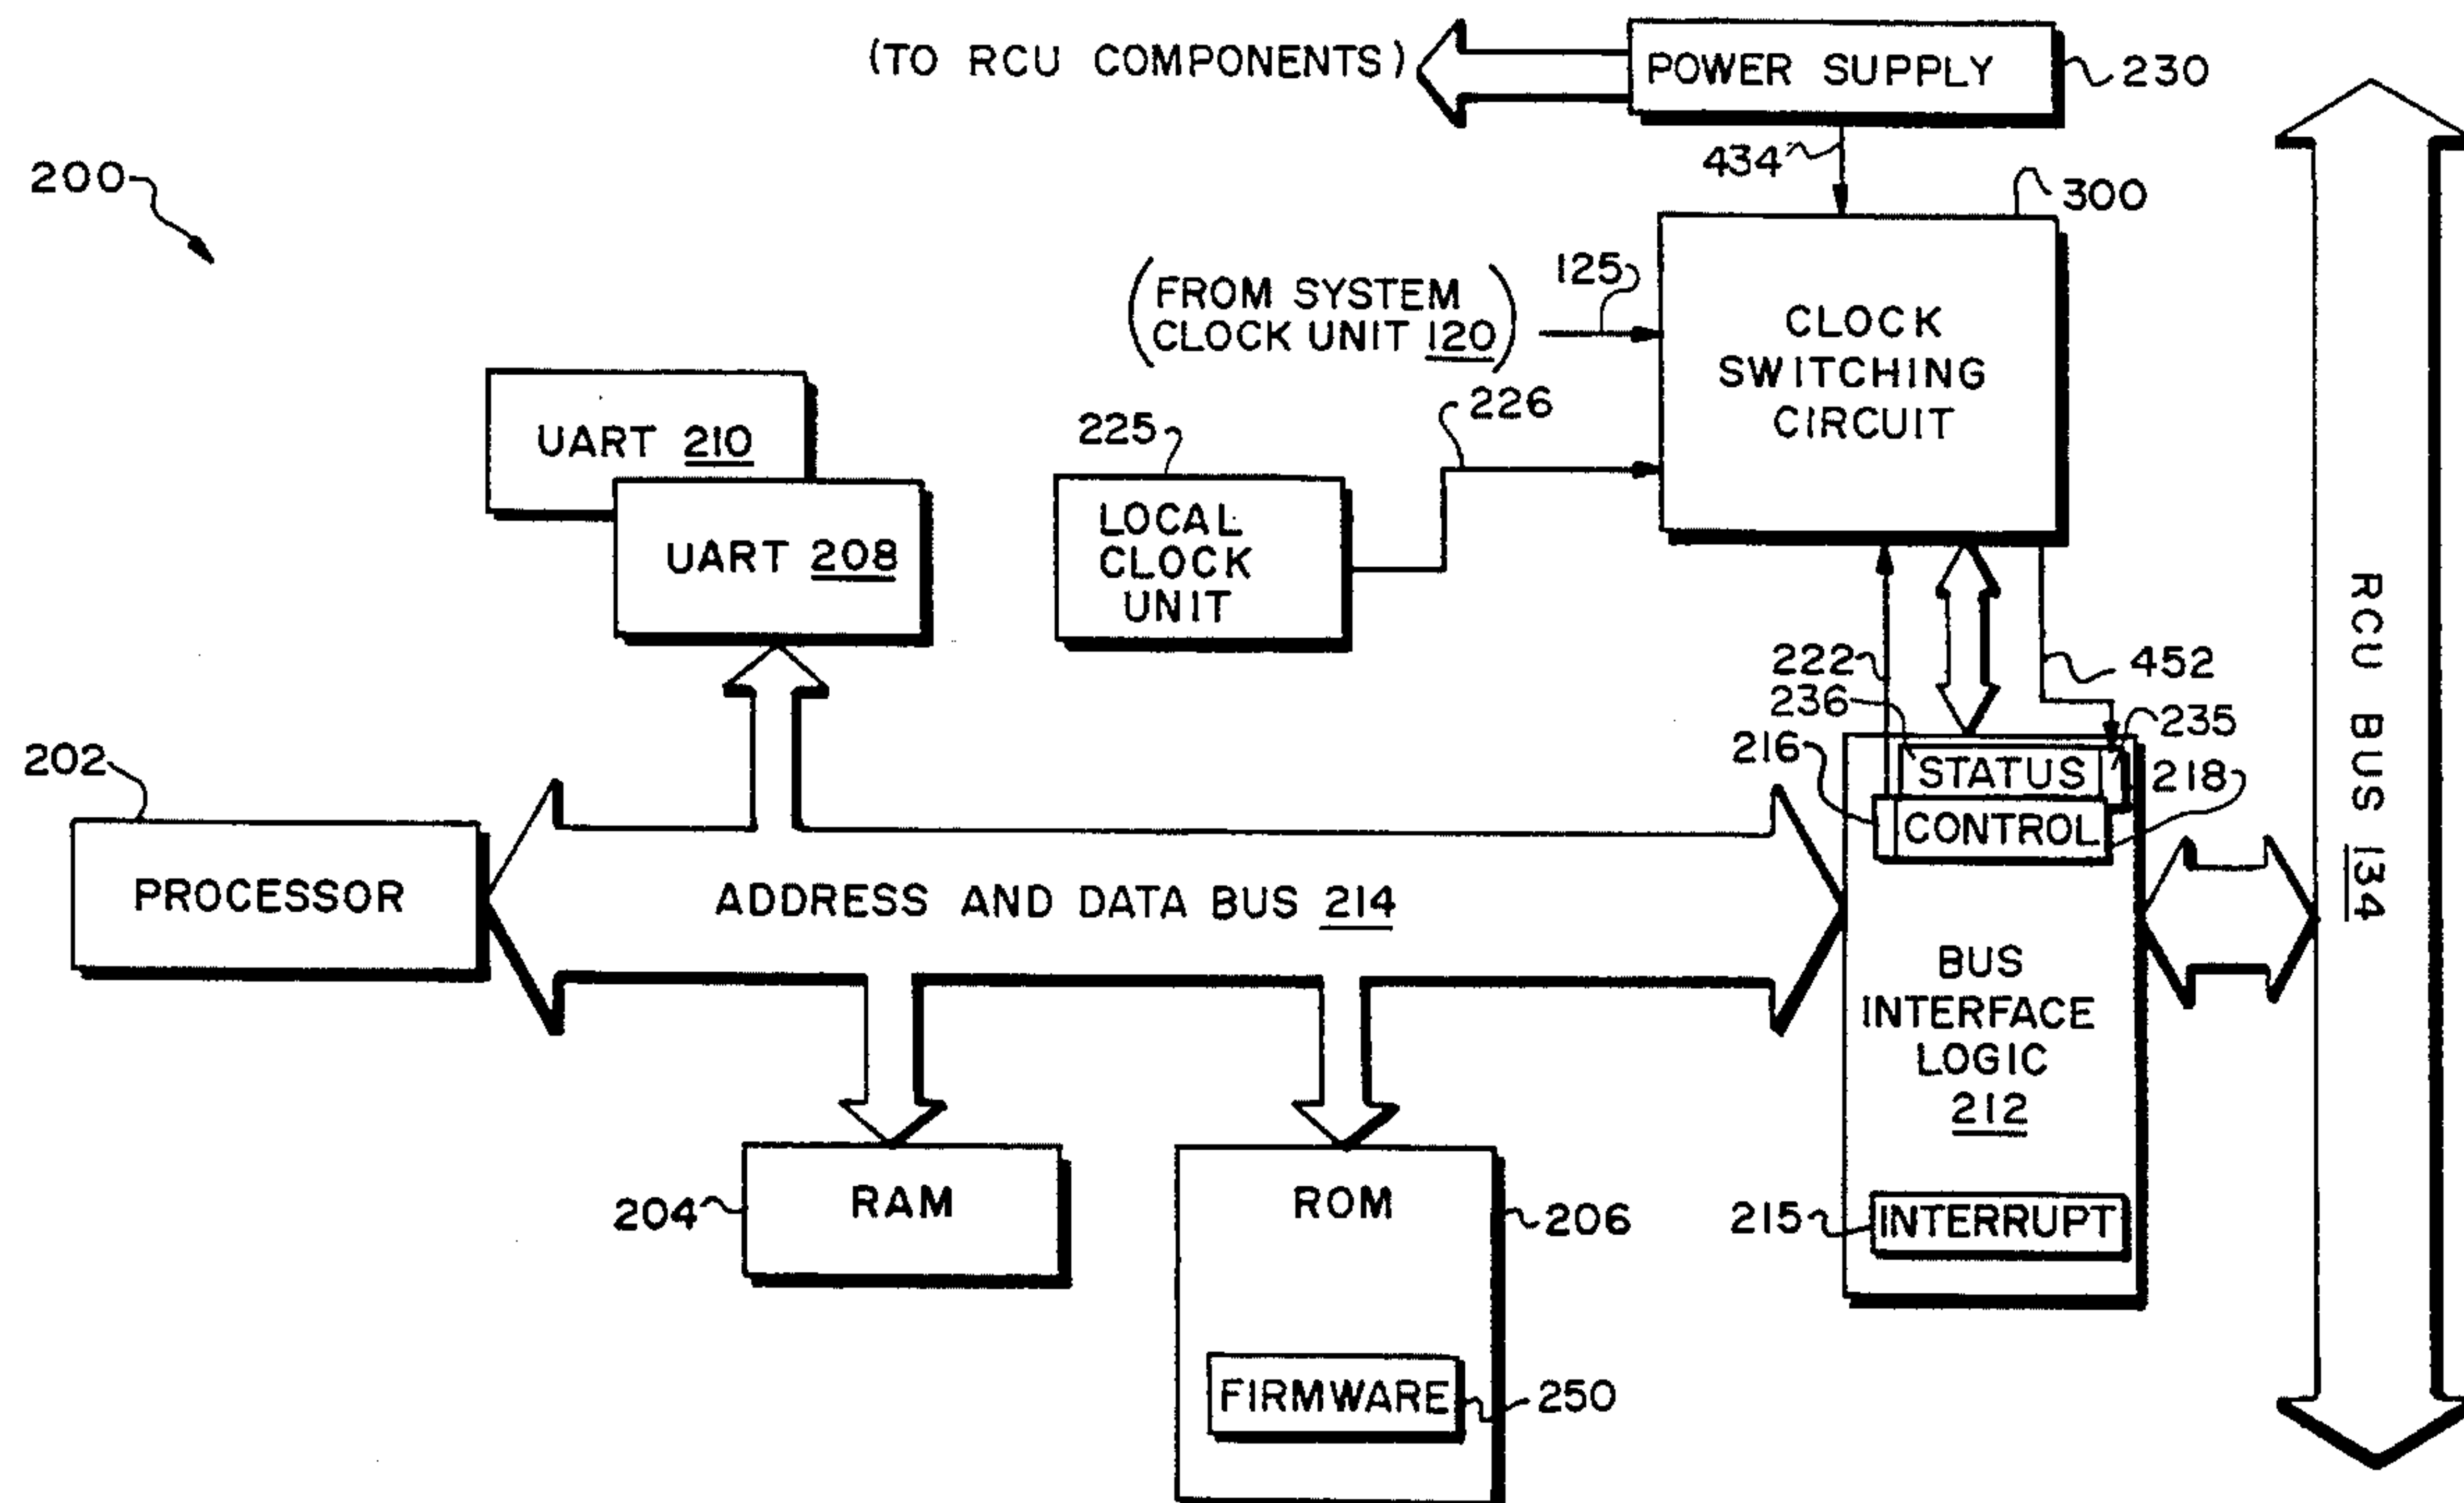 (TO RCU COMPONENTS)
POWER SUPPLY
230
434
200
300
(FROM SYSTEM
CLOCK UNIT 120)
125
CLOCK
SWITCHING
CIRCUIT
226
225
UART 210
UART 208
LOCAL
CLOCK
UNIT
222
452
236
235
216
STATUS
218
CONTROL
RCU BUS 134
202
PROCESSOR
ADDRESS AND DATA BUS 214
BUS
INTERFACE
LOGIC
212
204
RAM
ROM
206
215
INTERRUPT
FIRMWARE
250